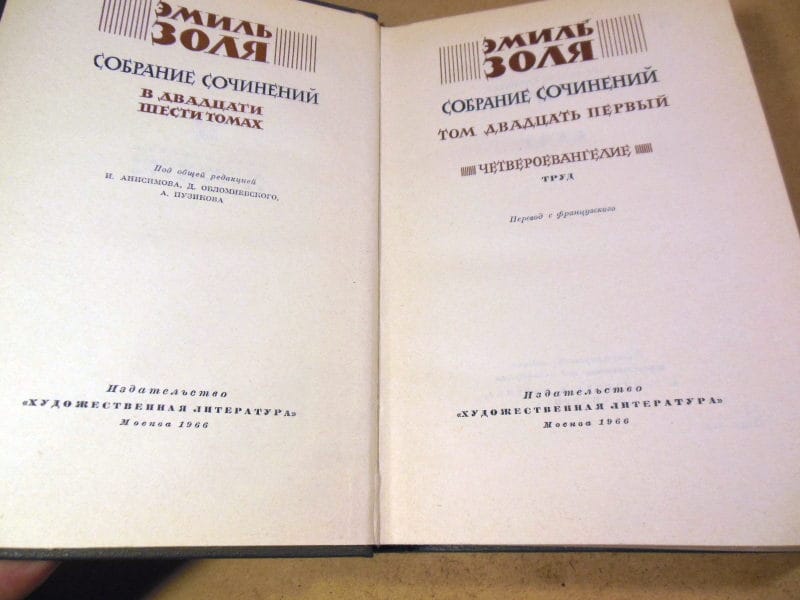 ЭМИЛЬ
ЗОЛЯ
СОБРАНИЕ СОЧИНЕНИЙ
В ДВАДЦАТИ
ШЕСТИ ТОМАХ
Под общей редакцией
И. АНИСИМОВА, Д. ОБЛОМИЕВСКОГО,
А. ПУЗИКОВА
Издательство
«ХУДОЖЕСТВЕННАЯ ЛИТЕРАТУРА»
Москва 1966
ЭМИЛЬ
ЗОЛЯ
СОБРАНИЕ СОЧИНЕНИЙ
ТОМ ДВАДЦАТЬ ПЕРВЫЙ
ЧЕТВЕРОЕВАНГЕЛИЕ
ТРУД
Перевод с французского
Издательство
«ХУДОЖЕСТВЕННАЯ ЛИТЕРАТУРА»
Москва 1966